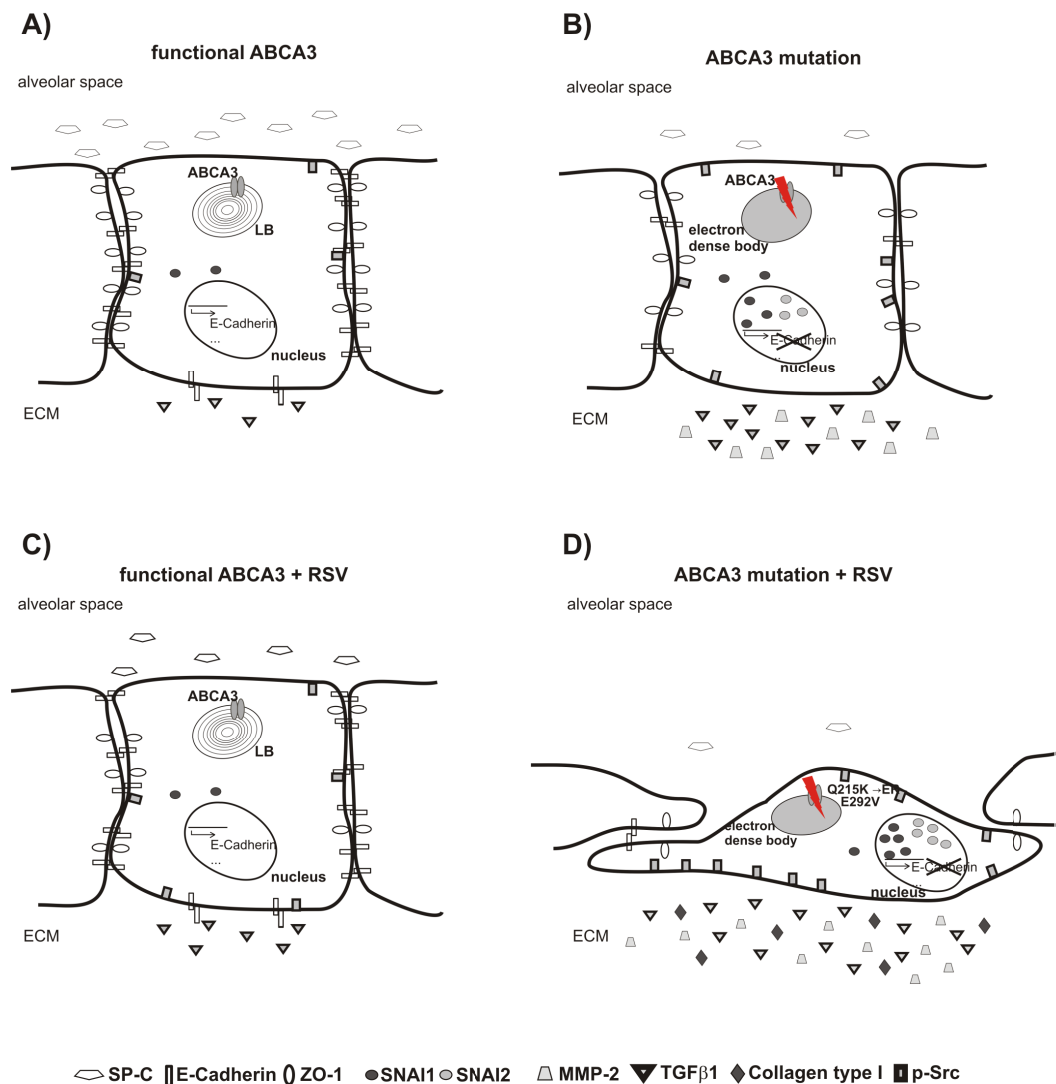 A)
functional ABCA3
alveolar space
ABCA3
LB
E-Cadherin
...
nucleus
ECM
B)
ABCA3 mutation
alveolar space
ABCA3
electron
dense body
E-Cadherin
...
nucleus
ECM
C)
functional ABCA3 + RSV
alveolar space
ABCA3
LB
E-Cadherin
...
nucleus
ECM
D)
ABCA3 mutation + RSV
alveolar space
Q215K→ER
E292V
electron
dense body
E-Cadherin
...
nucleus
ECM
SP-C E-Cadherin ZO-1 SNAI1 SNAI2 MMP-2 TGFβ1 Collagen type I p-Src